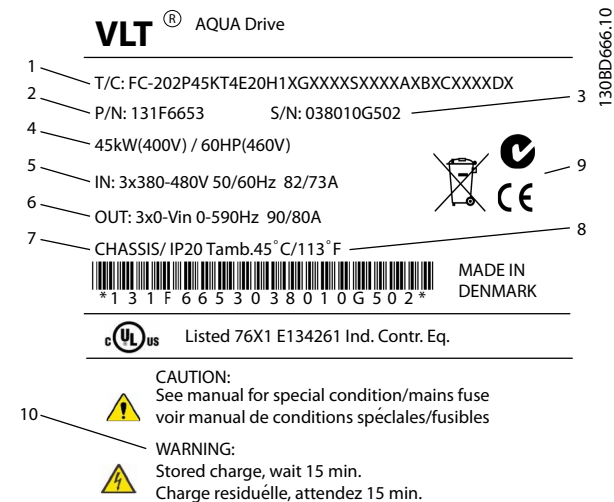 VLT ® AQUA Drive
130BD666.10
1
T/C: FC-202P45KT4E20H1XGXXXXSXXXXAXBXCXXXXDX
2
P/N: 131F6653 S/N: 038010G502
3
4
45kW(400V) / 60HP(460V)
5
IN: 3x380-480V 50/60Hz 82/73A
9
CE
6
OUT: 3x0-Vin 0-590Hz 90/80A
7
CHASSIS/ IP20 Tamb.45˚C/113˚F
8
*131F6653038010G502*
MADE IN
DENMARK
c UL us Listed 76X1 E134261 Ind. Contr. Eq.
CAUTION:
See manual for special condition/mains fuse
voir manual de conditions spéclales/fusibles
10
WARNING:
Stored charge, wait 15 min.
Charge residuélle, attendez 15 min.